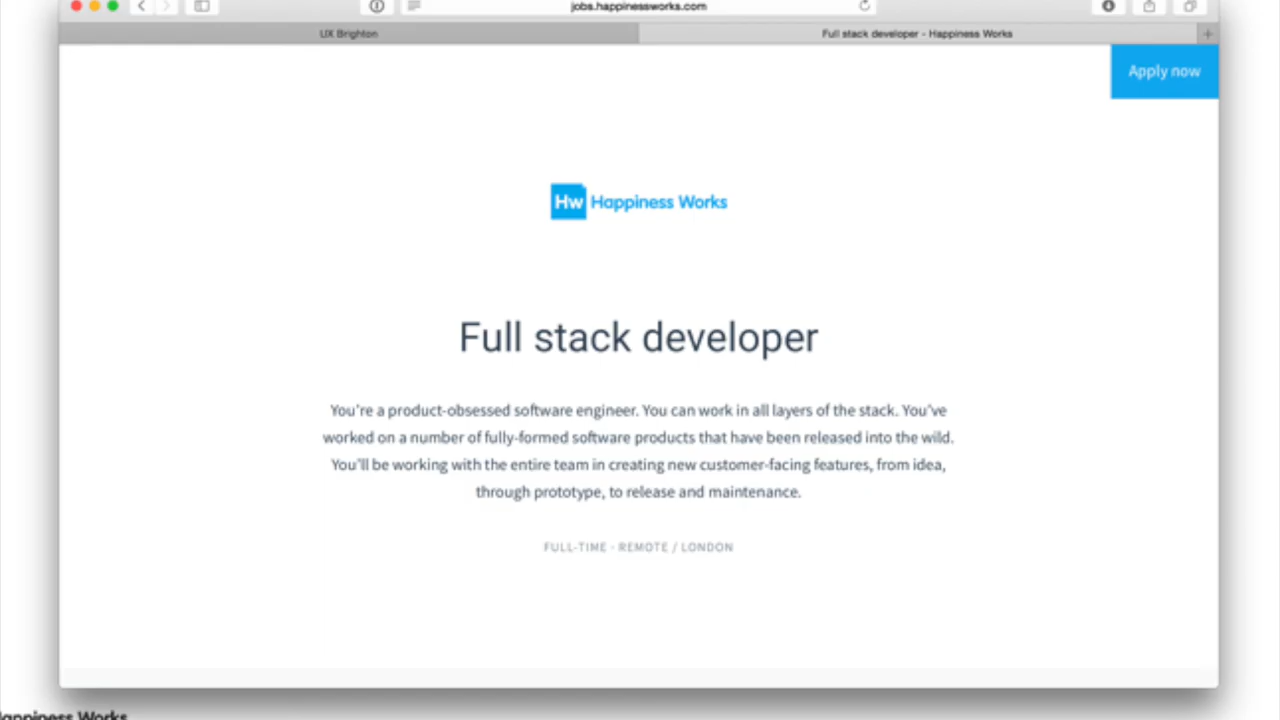 jobs.happinessworks.com
UX Brighton
Full stack developer - Happiness Works
Apply now
Hw Happiness Works
Full stack developer
You're a product-obsessed software engineer. You can work in all layers of the stack. You've
worked on a number of fully-formed software products that have been released into the wild.
You'll be working with the entire team in creating new customer-facing features, from idea,
through prototype, to release and maintenance.
FULL-TIME · REMOTE / LONDON
Happiness Works